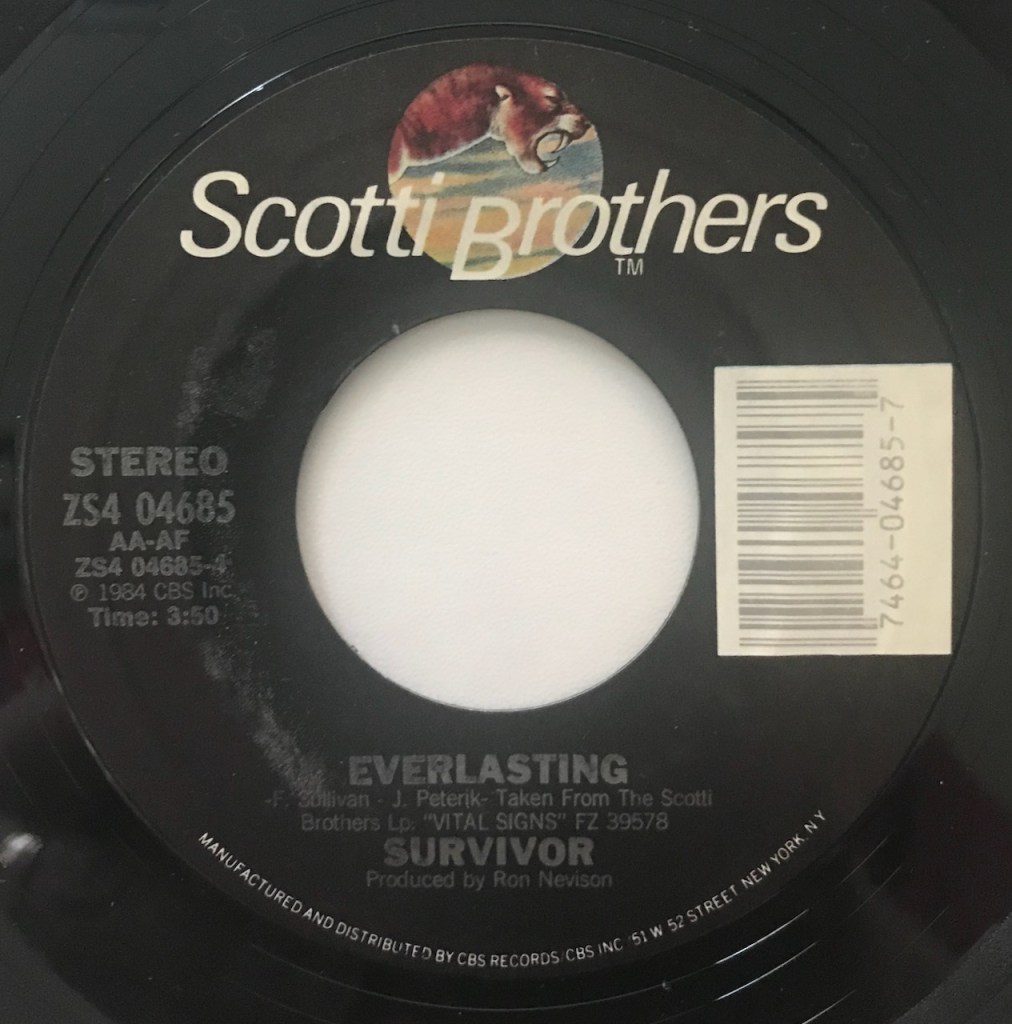 Scotti Brothers
TM
STEREO
ZS4 04685
AA-AF
ZS4 04685-4
℗ 1984 CBS Inc.
Time: 3:50
7464-04685-7
EVERLASTING
-F. Sullivan - J. Peterik- Taken From The Scotti
Brothers Lp. "VITAL SIGNS" FZ 39578
SURVIVOR
Produced by Ron Nevison
MANUFACTURED AND DISTRIBUTED BY CBS RECORDS/CBS INC./51 W 52 STREET NEW YORK, N Y